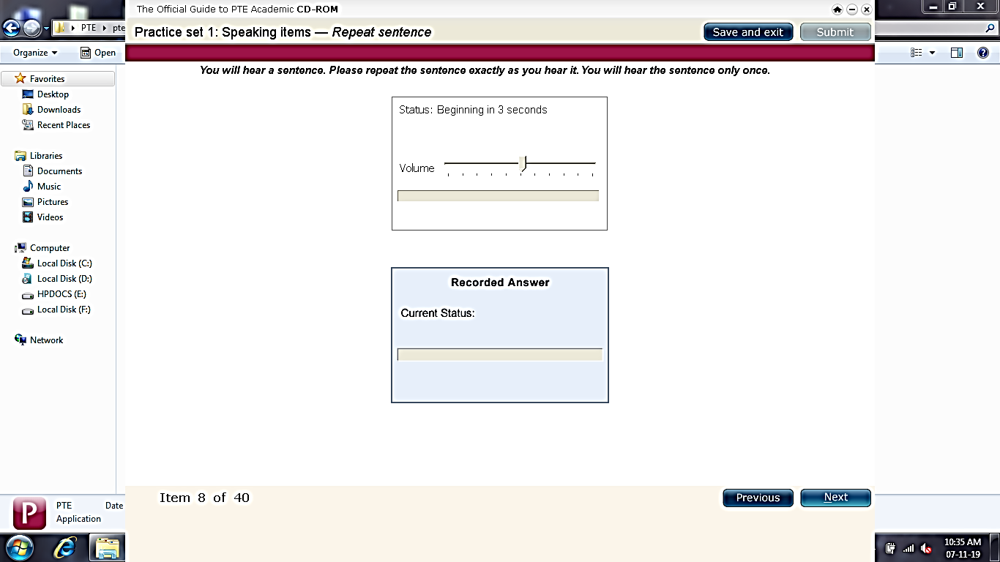 The Official Guide to PTE Academic CD-ROM
PTE pte
Practice set 1: Speaking items — Repeat sentence
Save and exit
Submit
Organize
Open
You will hear a sentence. Please repeat the sentence exactly as you hear it. You will hear the sentence only once.
Favorites
Desktop
Downloads
Recent Places
Libraries
Documents
Music
Pictures
Videos
Computer
Local Disk (C:)
Local Disk (D:)
HPDOCS (E:)
Local Disk (F:)
Network
Status: Beginning in 3 seconds
Volume
Recorded Answer
Current Status:
Item 8 of 40
Previous
Next
P
PTE Date
Application
10:35 AM
07-11-19